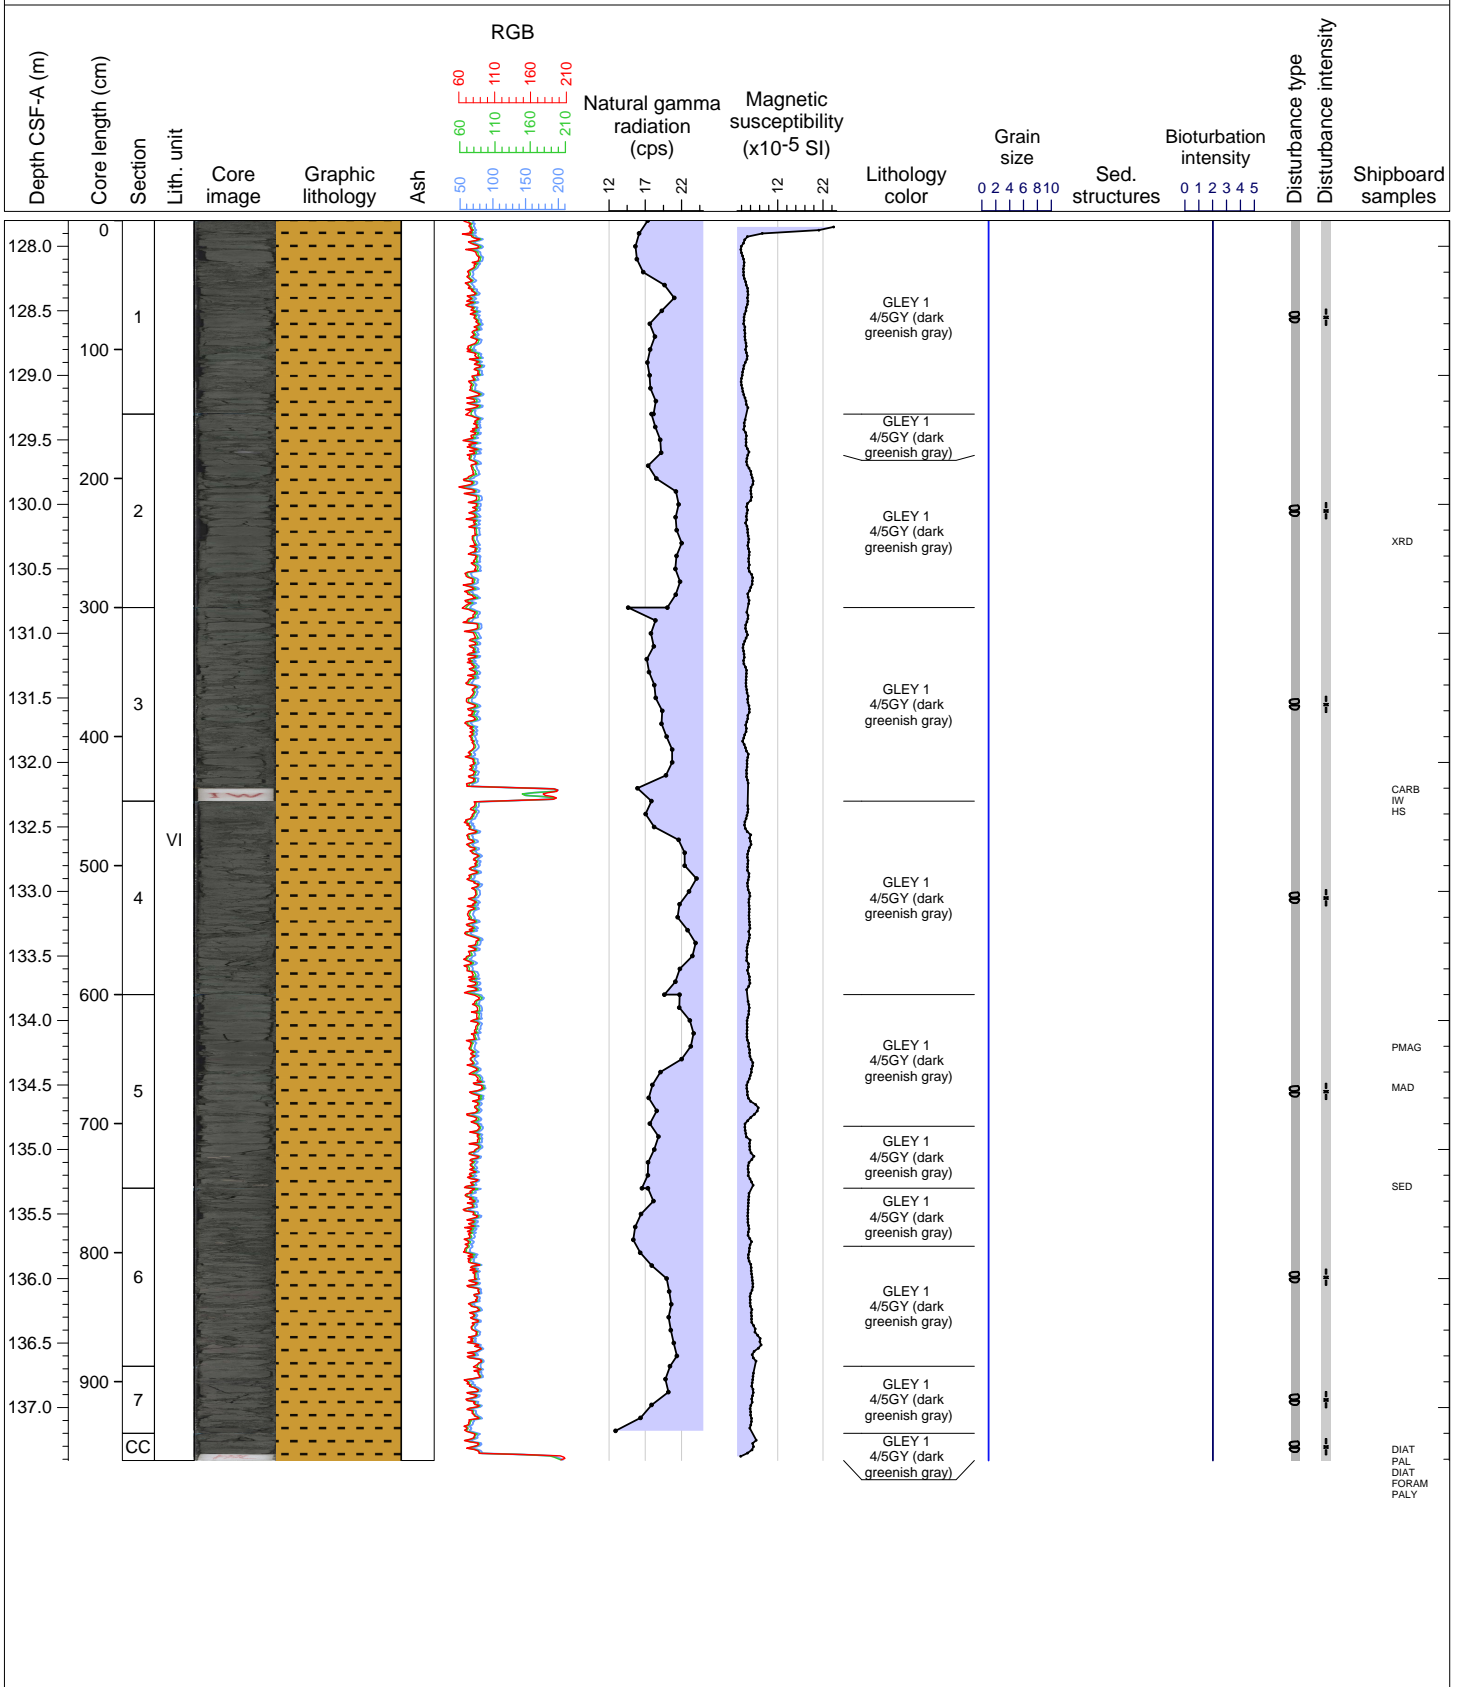 Depth CSF-A (m)
Core length (cm)
Section
Lith. unit
Core
image
Graphic
lithology
Ash
RGB
60 110 160 210
60 110 160 210
50 100 150 200
Natural gamma
radiation
(cps)
12 17 22
Magnetic
susceptibility
(x10-5 SI)
12 22
Lithology
color
Grain
size
0 2 4 6 8 10
Sed.
structures
Bioturbation
intensity
0 1 2 3 4 5
Disturbance type
Disturbance intensity
Shipboard
samples
128.0
128.5
129.0
129.5
130.0
130.5
131.0
131.5
132.0
132.5
133.0
133.5
134.0
134.5
135.0
135.5
136.0
136.5
137.0
0
100
200
300
400
500
600
700
800
900
1
2
3
4
5
6
7
CC
VI
IW
GLEY 1
4/5GY (dark
greenish gray)
GLEY 1
4/5GY (dark
greenish gray)
GLEY 1
4/5GY (dark
greenish gray)
GLEY 1
4/5GY (dark
greenish gray)
GLEY 1
4/5GY (dark
greenish gray)
GLEY 1
4/5GY (dark
greenish gray)
GLEY 1
4/5GY (dark
greenish gray)
GLEY 1
4/5GY (dark
greenish gray)
GLEY 1
4/5GY (dark
greenish gray)
GLEY 1
4/5GY (dark
greenish gray)
GLEY 1
4/5GY (dark
greenish gray)
XRD
CARB
IW
HS
PMAG
MAD
SED
DIAT
PAL
DIAT
FORAM
PALY